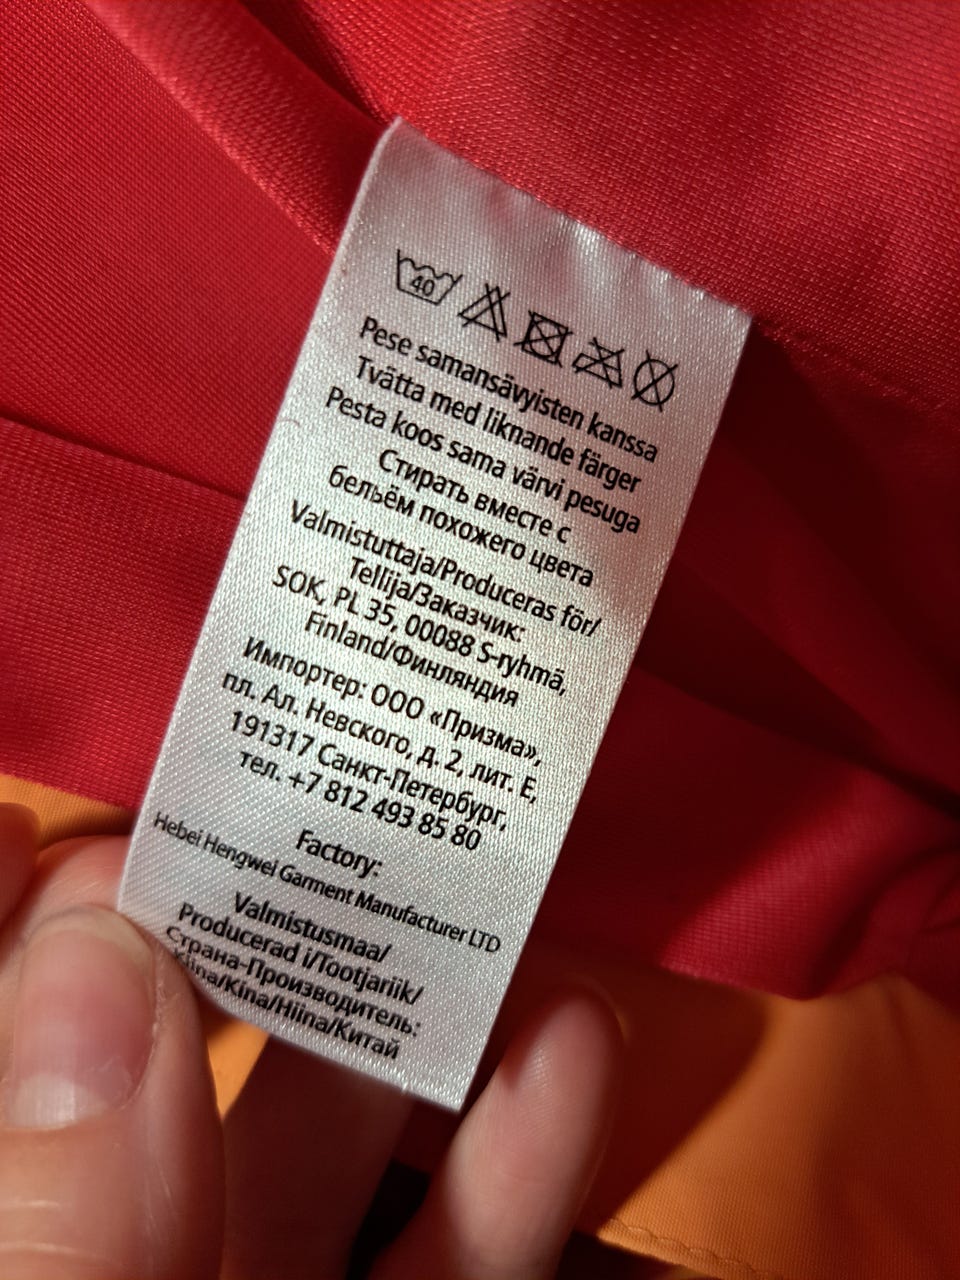 40
Pese samansävyisten kanssa
Tvätta med liknande färger
Pesta koos sama värvi pesuga
Стирать вместе с
бельём похожего цвета
Valmistuttaja/Produceras för/
Tellija/Заказчик:
SOK, PL 35, 00088 S-ryhmä,
Finland/Финляндия
Импортер: ООО «Призма»,
пл. Ал. Невского, д. 2, лит. Е,
191317 Санкт-Петербург,
тел. +7 812 493 85 80
Factory:
Hebei Hengwei Garment Manufacturer LTD
Valmistusmaa/
Producerad i/Tootjariik/
Страна-Производитель:
Kiina/Kina/Hiina/Китай